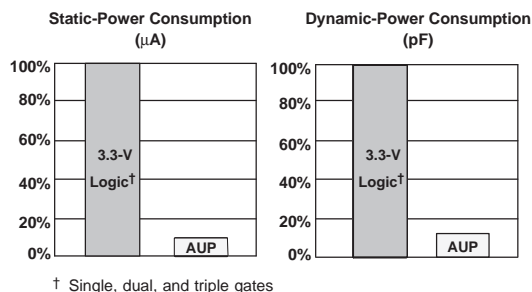 Static-Power Consumption
(μA)
100%
80%
60%
40%
20%
0%
3.3-V
Logic†
AUP
Dynamic-Power Consumption
(pF)
100%
80%
60%
40%
20%
0%
3.3-V
Logic†
AUP
† Single, dual, and triple gates